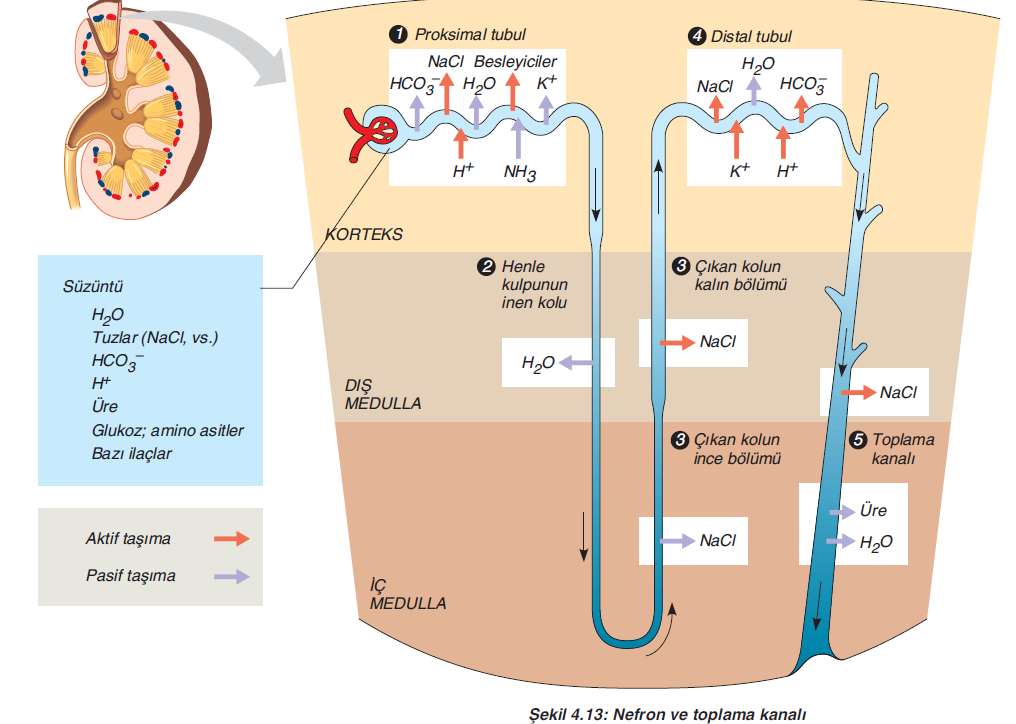 1 Proksimal tubul
NaCl Besleyiciler
HCO₃⁻ H₂O K⁺
H⁺ NH₃
4 Distal tubul
H₂O
NaCl HCO₃⁻
K⁺ H⁺
KORTEKS
Süzüntü
H₂O
Tuzlar (NaCl, vs.)
HCO₃⁻
H⁺
Üre
Glukoz; amino asitler
Bazı ilaçlar
2 Henle
kulpunun
inen kolu
3 Çıkan kolun
kalın bölümü
H₂O
NaCl
DIŞ
MEDULLA
NaCl
3 Çıkan kolun
ince bölümü
5 Toplama
kanalı
NaCl
Üre
H₂O
Aktif taşıma
Pasif taşıma
İÇ
MEDULLA
Şekil 4.13: Nefron ve toplama kanalı